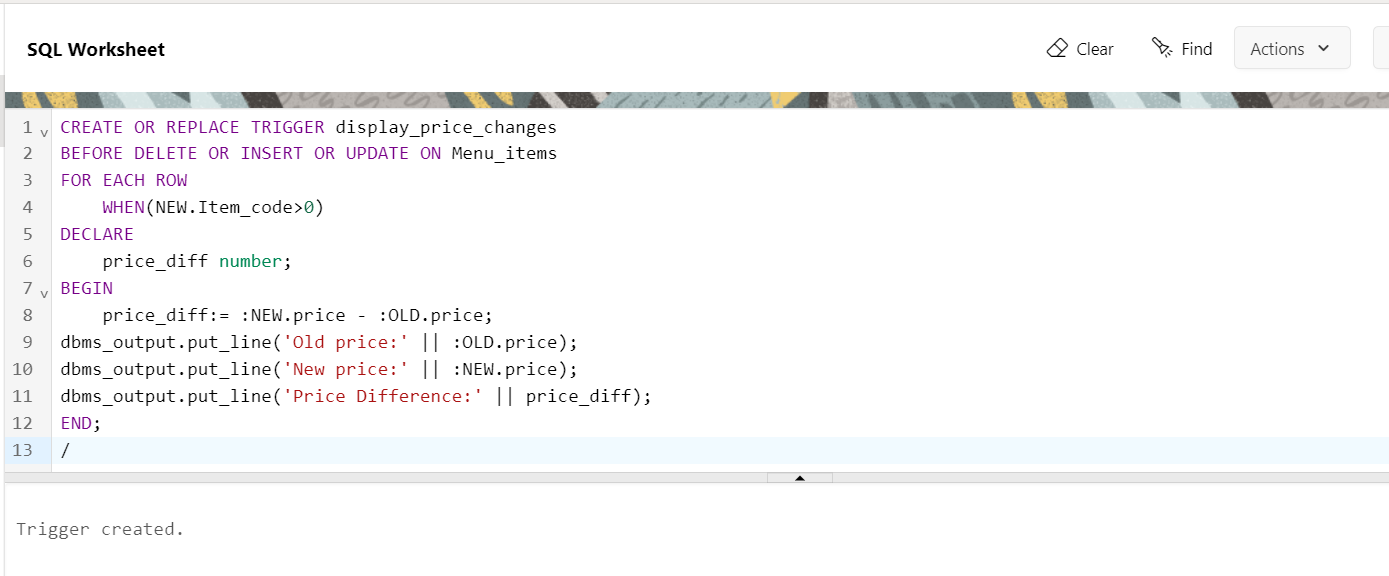 SQL Worksheet
Clear
Find
Actions
1 CREATE OR REPLACE TRIGGER display_price_changes
2 BEFORE DELETE OR INSERT OR UPDATE ON Menu_items
3 FOR EACH ROW
4     WHEN(NEW.Item_code>0)
5 DECLARE
6     price_diff number;
7 BEGIN
8     price_diff:= :NEW.price - :OLD.price;
9 dbms_output.put_line('Old price:' || :OLD.price);
10 dbms_output.put_line('New price:' || :NEW.price);
11 dbms_output.put_line('Price Difference:' || price_diff);
12 END;
13 /
Trigger created.